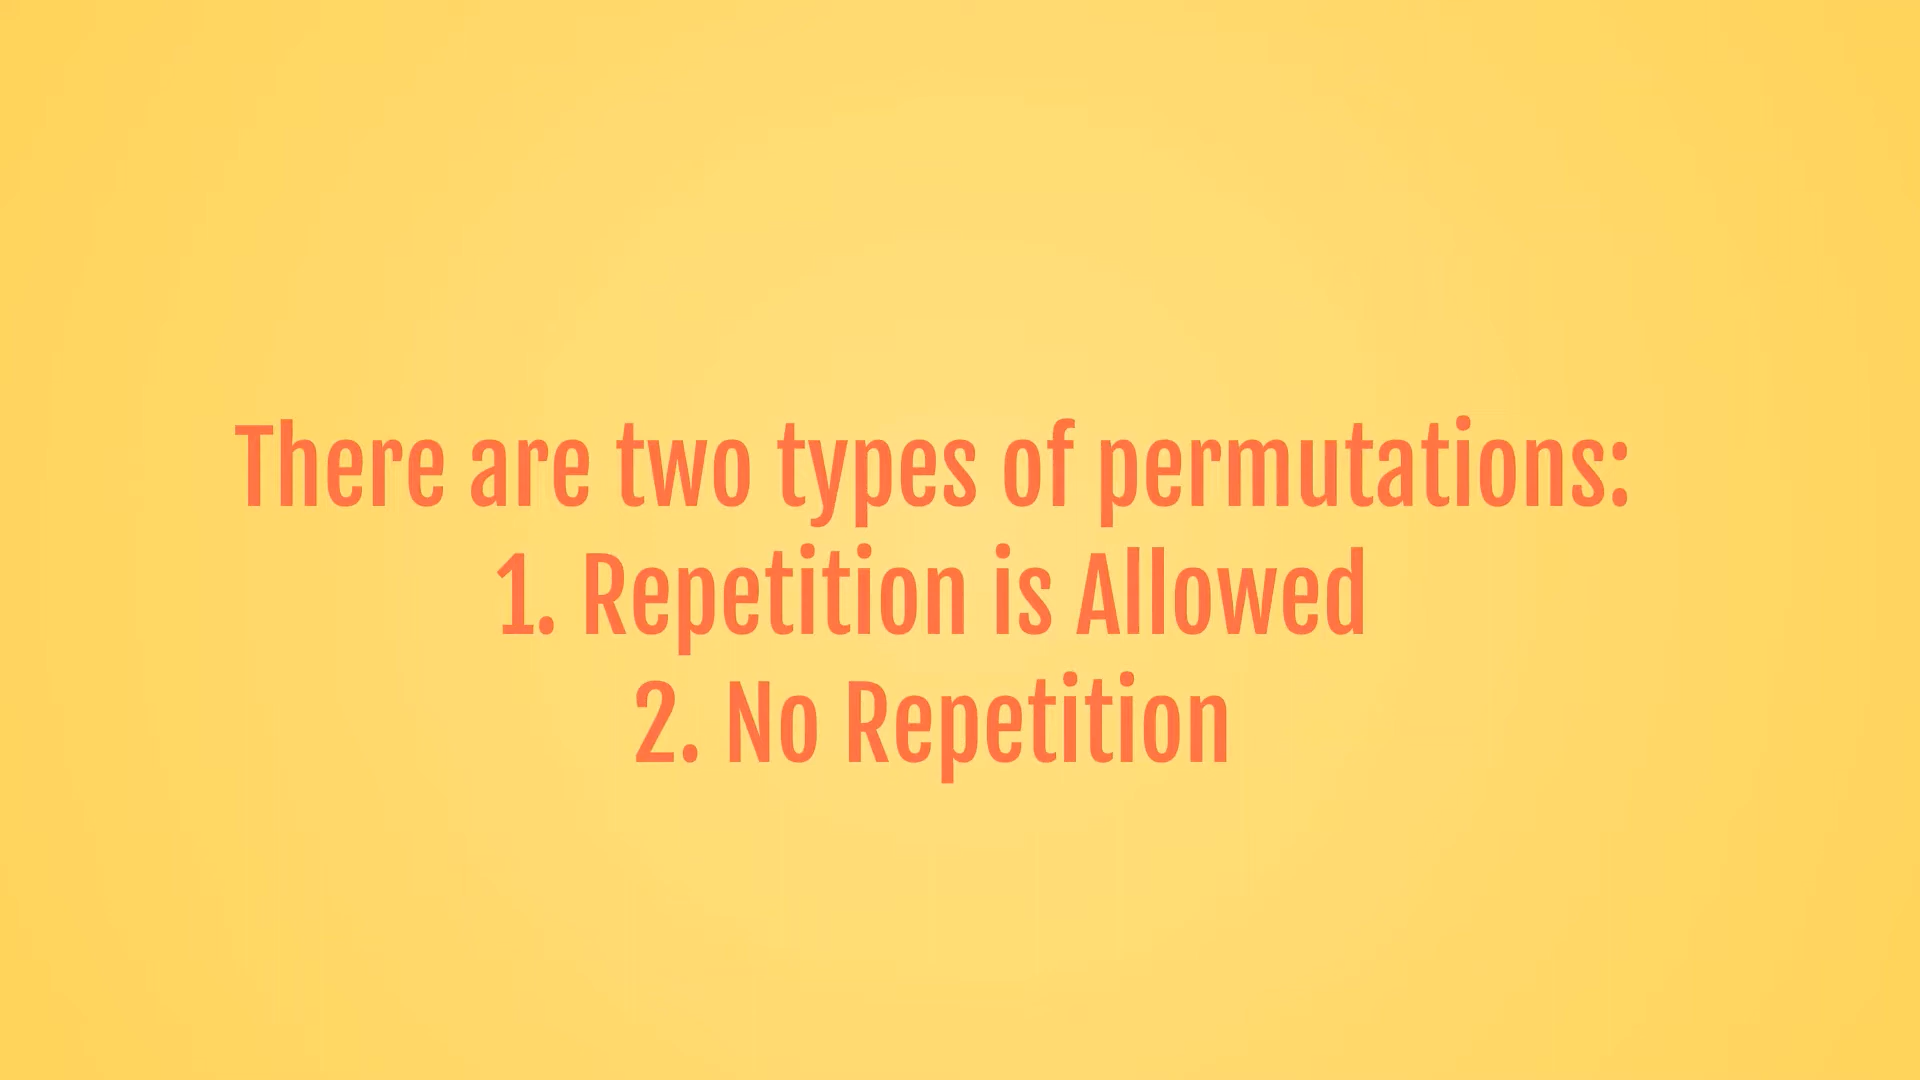 There are two types of permutations:
1. Repetition is Allowed
2. No Repetition